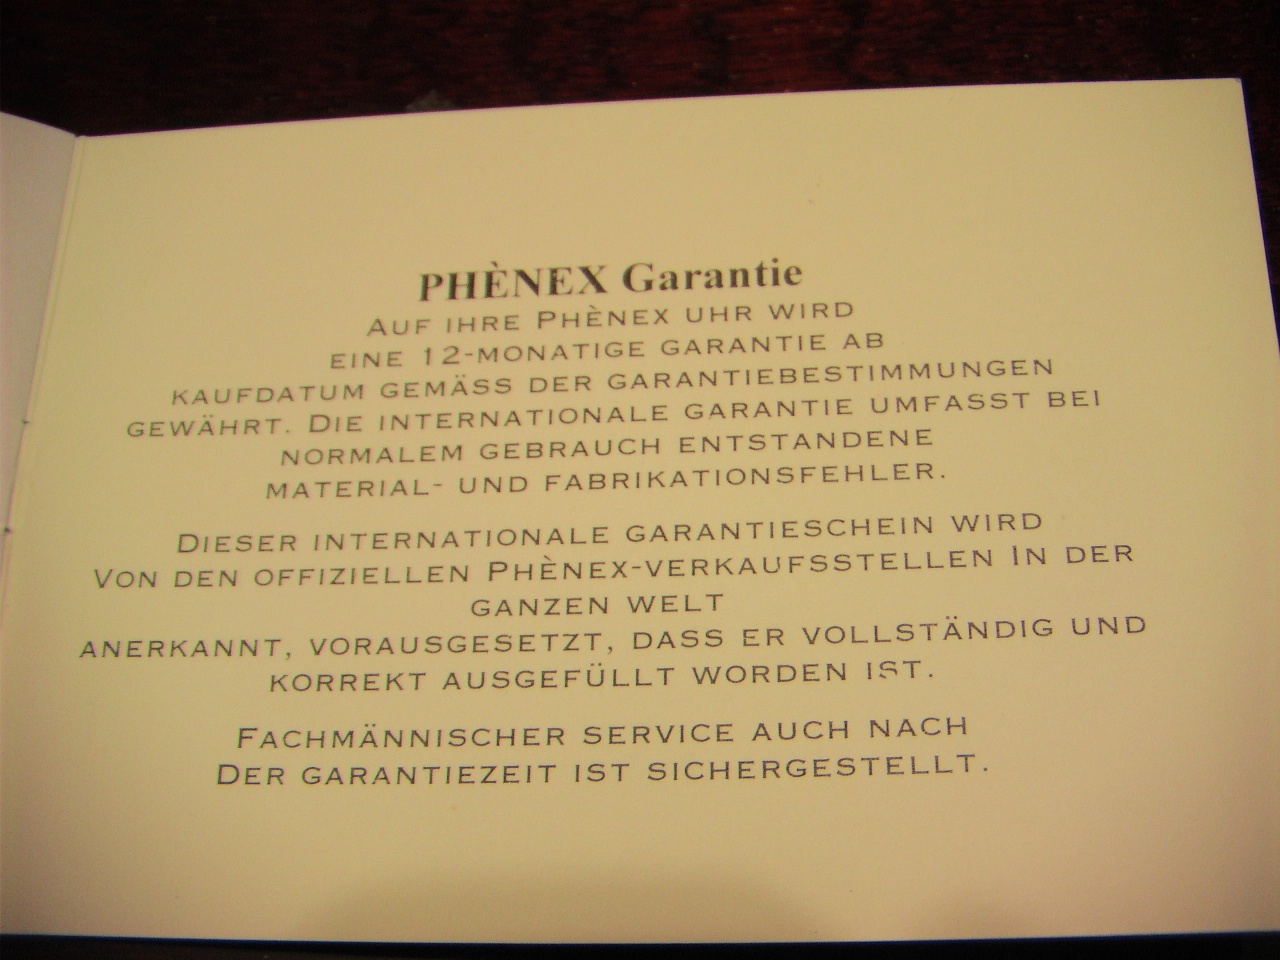 PHÈNEX Garantie
AUF IHRE PHÈNEX UHR WIRD
EINE 12-MONATIGE GARANTIE AB
KAUFDATUM GEMÄSS DER GARANTIEBESTIMMUNGEN
GEWÄHRT. DIE INTERNATIONALE GARANTIE UMFASST BEI
NORMALEM GEBRAUCH ENTSTANDENE
MATERIAL- UND FABRIKATIONSFEHLER.
DIESER INTERNATIONALE GARANTIESCHEIN WIRD
VON DEN OFFIZIELLEN PHÈNEX-VERKAUFSSTELLEN IN DER
GANZEN WELT
ANERKANNT, VORAUSGESETZT, DASS ER VOLLSTÄNDIG UND
KORREKT AUSGEFÜLLT WORDEN IST.
FACHMÄNNISCHER SERVICE AUCH NACH
DER GARANTIEZEIT IST SICHERGESTELLT.